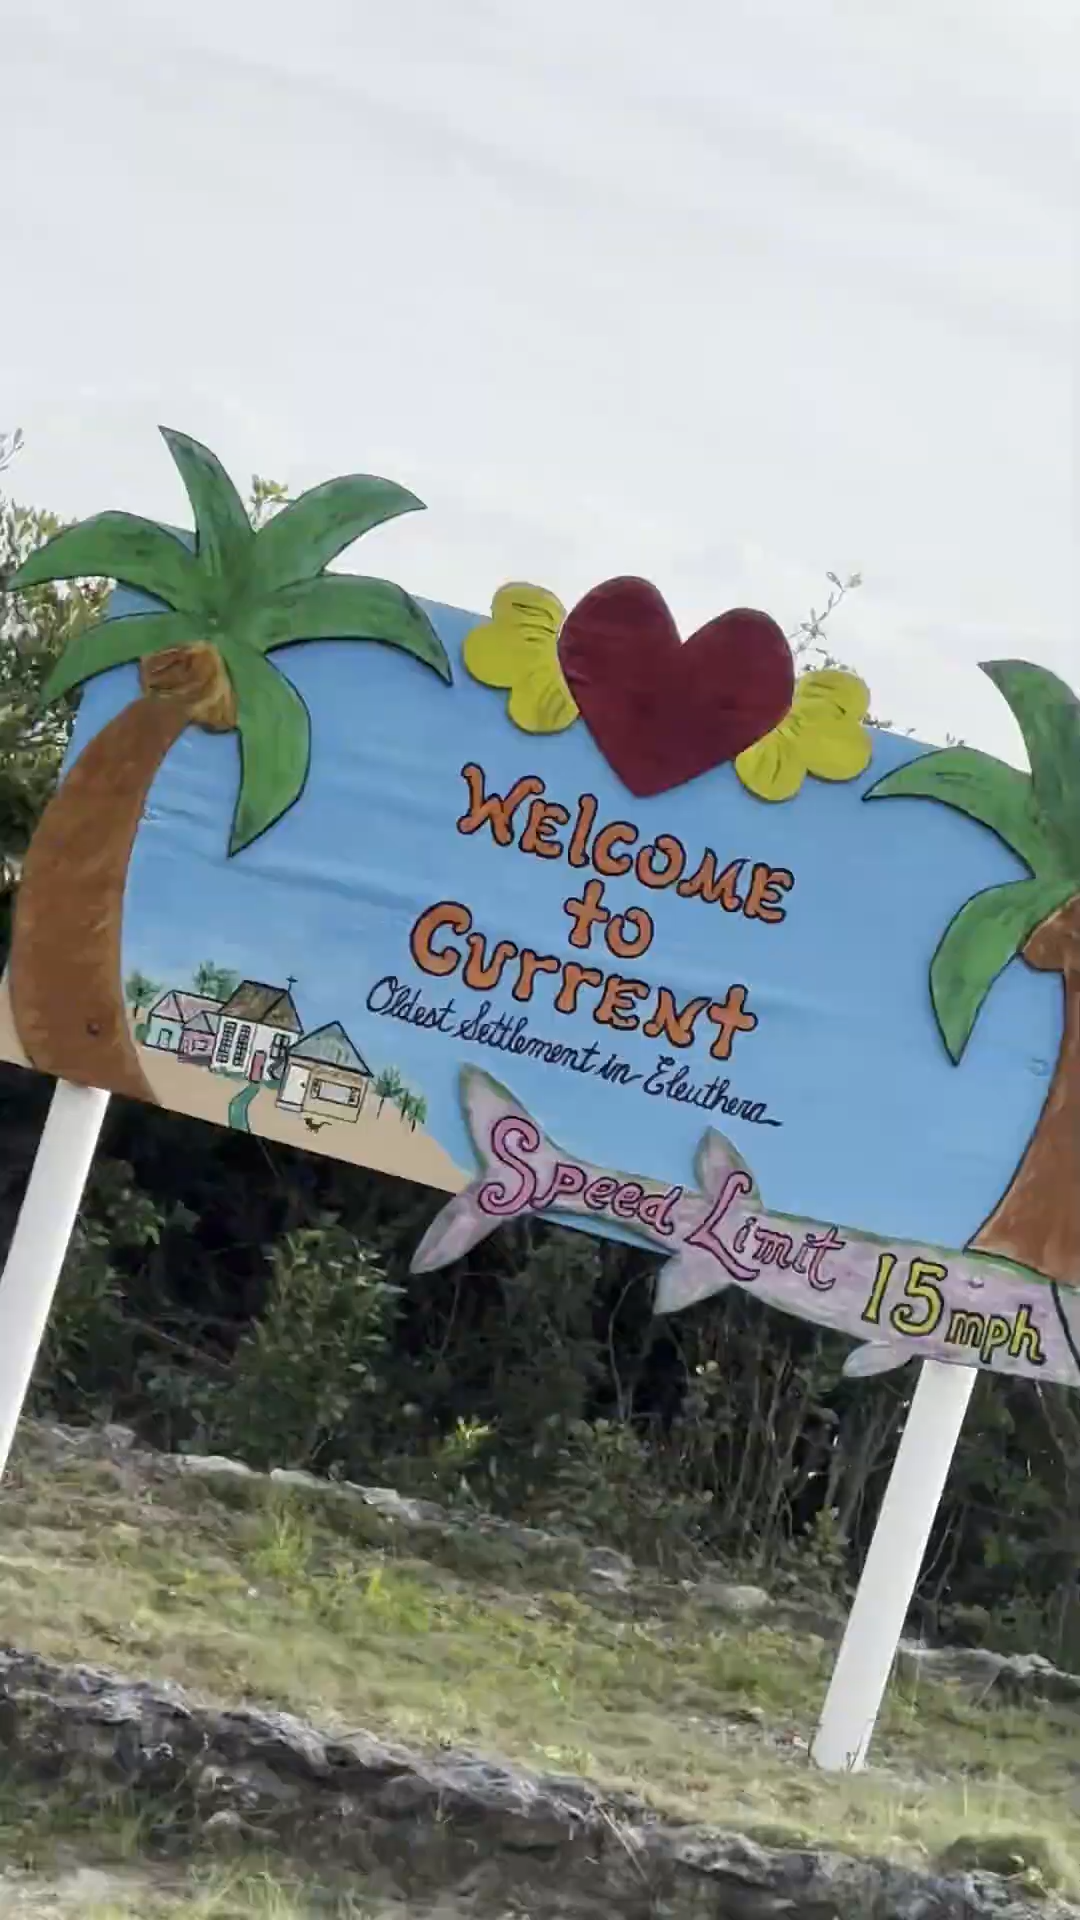 Welcome
to
Current
Oldest Settlement in Eleuthera
Speed Limit 15 mph